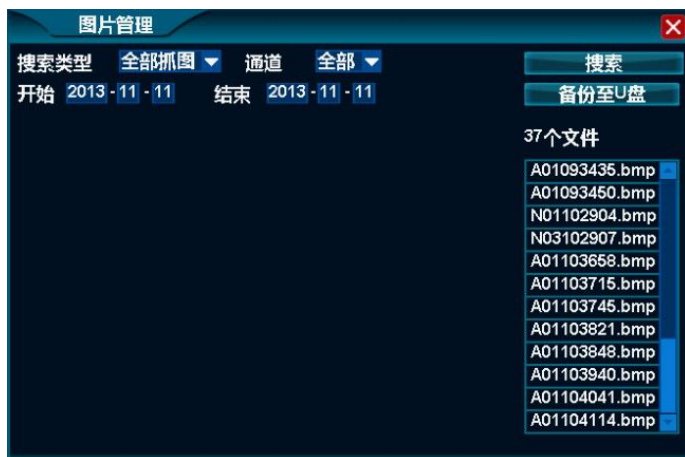 图片管理
搜索类型 全部抓图 通道 全部
开始 2013 - 11 - 11 结束 2013 - 11 - 11
搜索
备份至U盘
37个文件
A01093435.bmp
A01093450.bmp
N01102904.bmp
N03102907.bmp
A01103658.bmp
A01103715.bmp
A01103745.bmp
A01103821.bmp
A01103848.bmp
A01103940.bmp
A01104041.bmp
A01104114.bmp